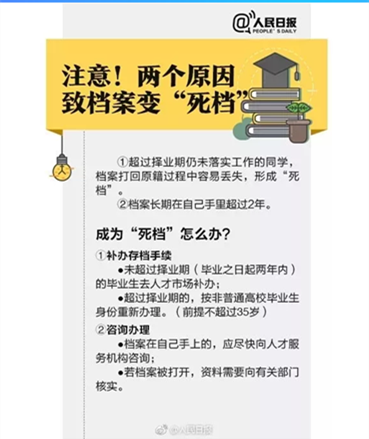 @人民日报
PEOPLE'S DAILY
注意！两个原因
致档案变“死档”
①超过择业期仍未落实工作的同学，
档案打回原籍过程中容易丢失，形成“死
档”。
②档案长期在自己手里超过2年。
成为“死档”怎么办？
①补办存档手续
●未超过择业期（毕业之日起两年内）
的毕业生去人才市场补办；
●超过择业期的，按非普通高校毕业生
身份重新办理。（前提不超过35岁）
②咨询办理
●档案在自己手上的，应尽快向人才服
务机构咨询；
●若档案被打开，资料需要向有关部门
核实。
@人民日报